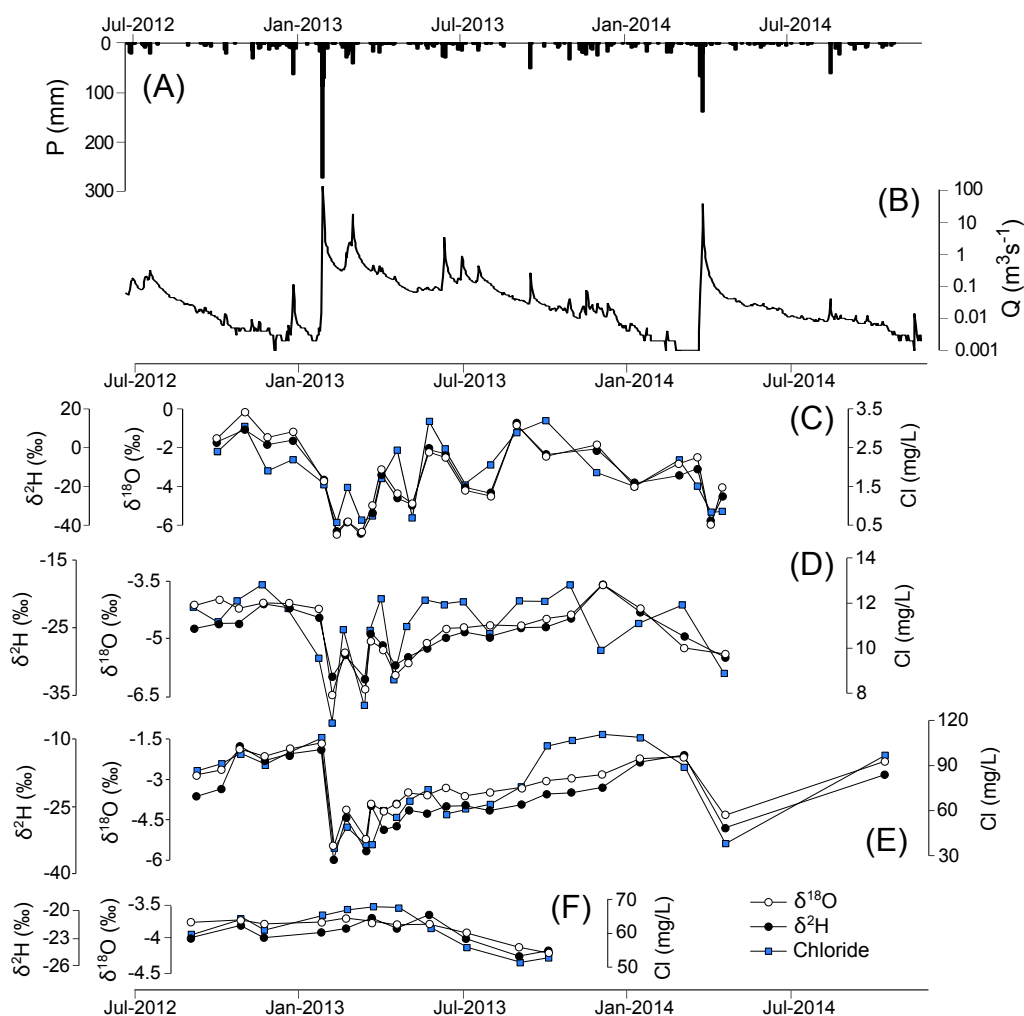 Jul-2012 Jan-2013 Jul-2013 Jan-2014 Jul-2014
0
100
200
300
P (mm)
(A)
(B)
100
10
1
0.1
0.01
0.001
Q (m³s⁻¹)
Jul-2012 Jan-2013 Jul-2013 Jan-2014 Jul-2014
20
0
-20
-40
δ²H (‰)
0
-2
-4
-6
δ¹⁸O (‰)
(C)
3.5
2.5
1.5
0.5
Cl (mg/L)
-15
-25
-35
δ²H (‰)
-3.5
-5
-6.5
δ¹⁸O (‰)
(D)
14
12
10
8
Cl (mg/L)
-10
-25
-40
δ²H (‰)
-1.5
-3
-4.5
-6
δ¹⁸O (‰)
(E)
120
90
60
30
Cl (mg/L)
-20
-23
-26
δ²H (‰)
-3.5
-4
-4.5
δ¹⁸O (‰)
(F)
70
60
50
Cl (mg/L)
δ¹⁸O
δ²H
Chloride
Jul-2012 Jan-2013 Jul-2013 Jan-2014 Jul-2014